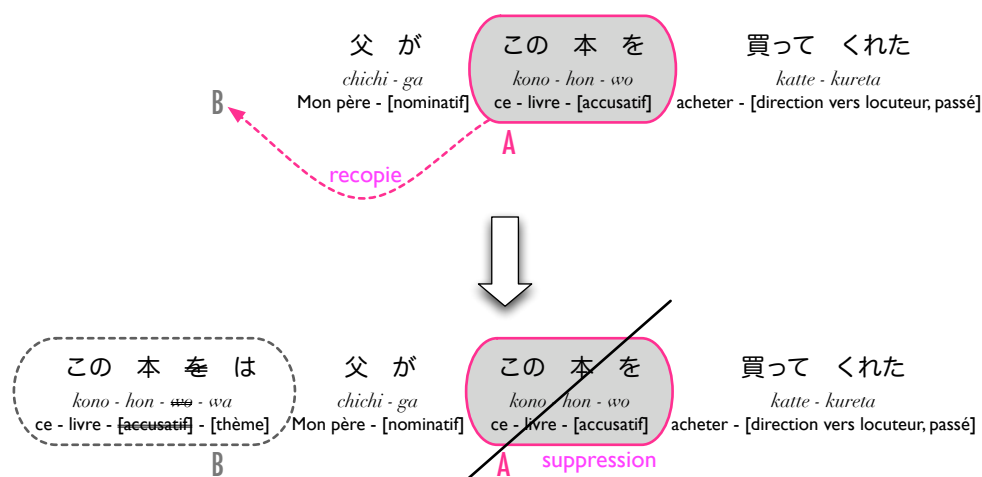 父 が この 本 を 買って くれた
chichi - ga kono - hon - wo katte - kureta
Mon père - [nominatif] ce - livre - [accusatif] acheter - [direction vers locuteur, passé]
B
A
recopie
この 本 を は 父 が この 本 を 買って くれた
kono - hon - wo - wa chichi - ga kono - hon - wo katte - kureta
ce - livre - [accusatif] - [thème] Mon père - [nominatif] ce - livre - [accusatif] acheter - [direction vers locuteur, passé]
B A suppression